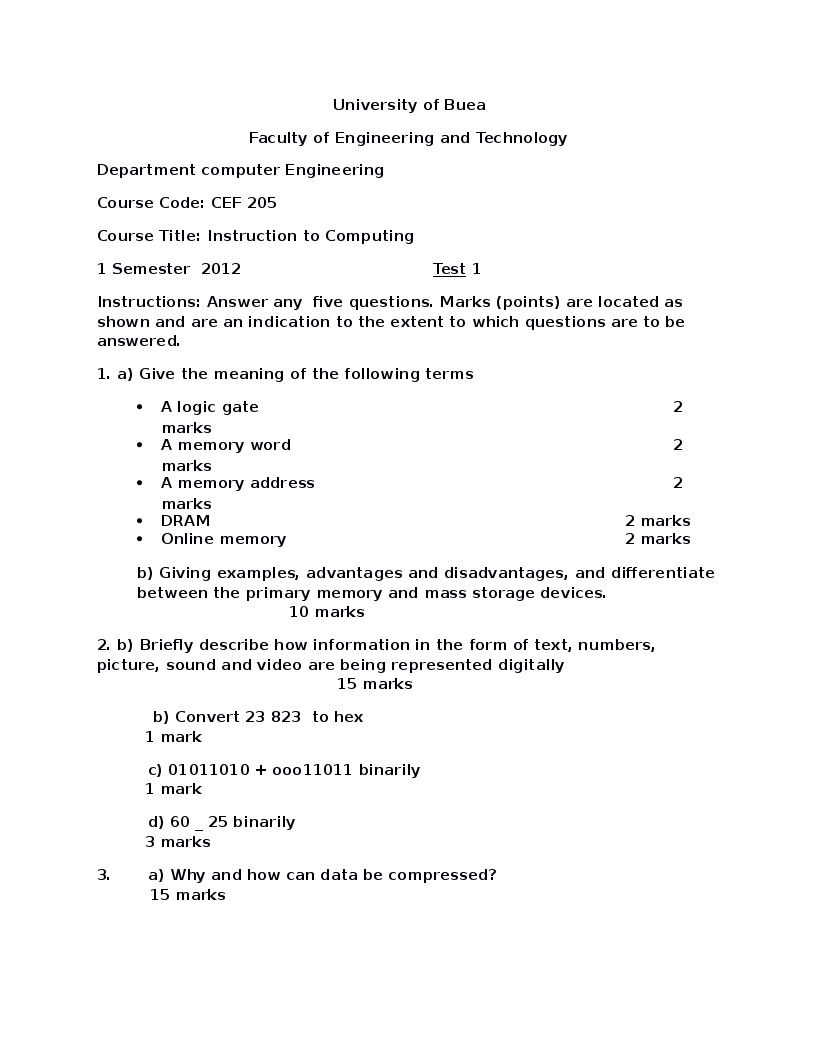 University of Buea
Faculty of Engineering and Technology
Department computer Engineering
Course Code: CEF 205
Course Title: Instruction to Computing
1 Semester  2012 Test 1
Instructions: Answer any  five questions. Marks (points) are located as
shown and are an indication to the extent to which questions are to be
answered.
1. a) Give the meaning of the following terms
• A logic gate 2
marks
• A memory word 2
marks
• A memory address 2
marks
• DRAM 2 marks
• Online memory 2 marks
b) Giving examples, advantages and disadvantages, and differentiate
between the primary memory and mass storage devices.
10 marks
2. b) Briefly describe how information in the form of text, numbers,
picture, sound and video are being represented digitally
15 marks
b) Convert 23 823  to hex
1 mark
c) 01011010 + ooo11011 binarily
1 mark
d) 60 _ 25 binarily
3 marks
3. a) Why and how can data be compressed?
15 marks